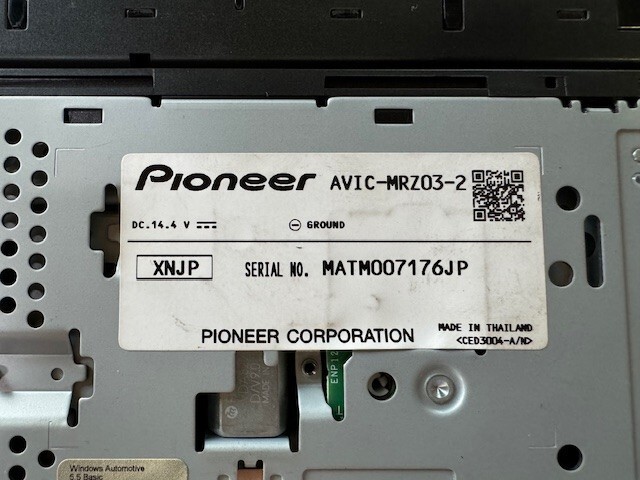 Pioneer AVIC-MRZ03-2
DC.14.4 V GROUND
XNJP SERIAL NO. MATM007176JP
PIONEER CORPORATION
MADE IN THAILAND
<CED3004-A/N>
ENP12
Windows Automotive
5.5 Basic